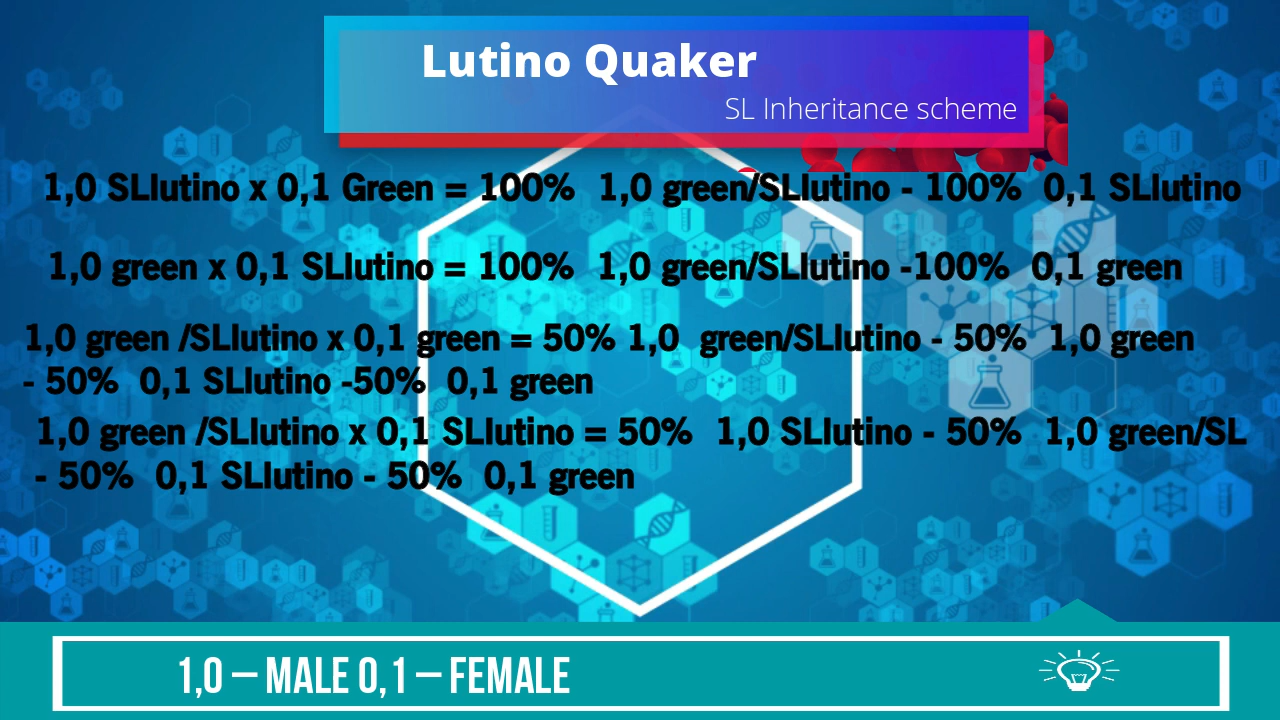 Lutino Quaker
SL Inheritance scheme
1,0 SLlutino x 0,1 Green = 100% 1,0 green/SLlutino - 100% 0,1 SLlutino
1,0 green x 0,1 SLlutino = 100% 1,0 green/SLlutino -100% 0,1 green
1,0 green /SLlutino x 0,1 green = 50% 1,0 green/SLlutino - 50% 1,0 green
- 50% 0,1 SLlutino -50% 0,1 green
1,0 green /SLlutino x 0,1 SLlutino = 50% 1,0 SLlutino - 50% 1,0 green/SL
- 50% 0,1 SLlutino - 50% 0,1 green
1,0 – MALE 0,1 – FEMALE